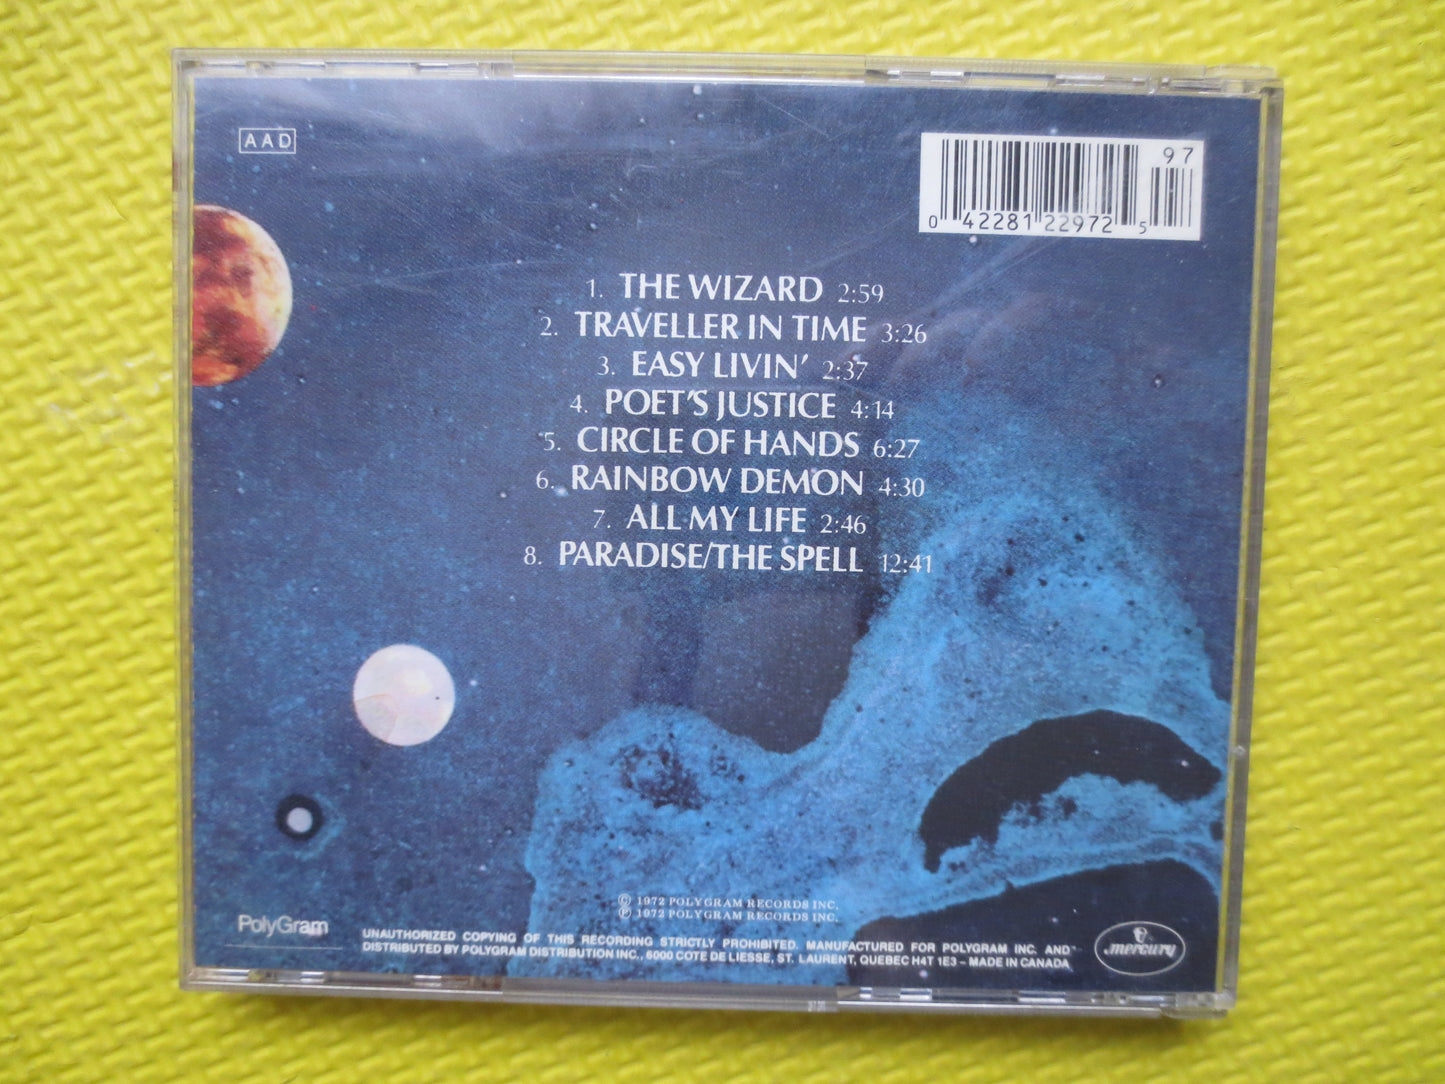 AAD
97
0 42281 22972 5
1. THE WIZARD 2:59
2. TRAVELLER IN TIME 3:26
3. EASY LIVIN' 2:37
4. POET'S JUSTICE 4:14
5. CIRCLE OF HANDS 6:27
6. RAINBOW DEMON 4:30
7. ALL MY LIFE 2:46
8. PARADISE/THE SPELL 12:41
© 1972 POLYGRAM RECORDS INC.
℗ 1972 POLYGRAM RECORDS INC.
PolyGram
UNAUTHORIZED COPYING OF THIS RECORDING STRICTLY PROHIBITED. MANUFACTURED FOR POLYGRAM INC. AND
DISTRIBUTED BY POLYGRAM DISTRIBUTION INC., 6000 COTE DE LIESSE, ST. LAURENT, QUEBEC H4T 1E3 – MADE IN CANADA
mercury